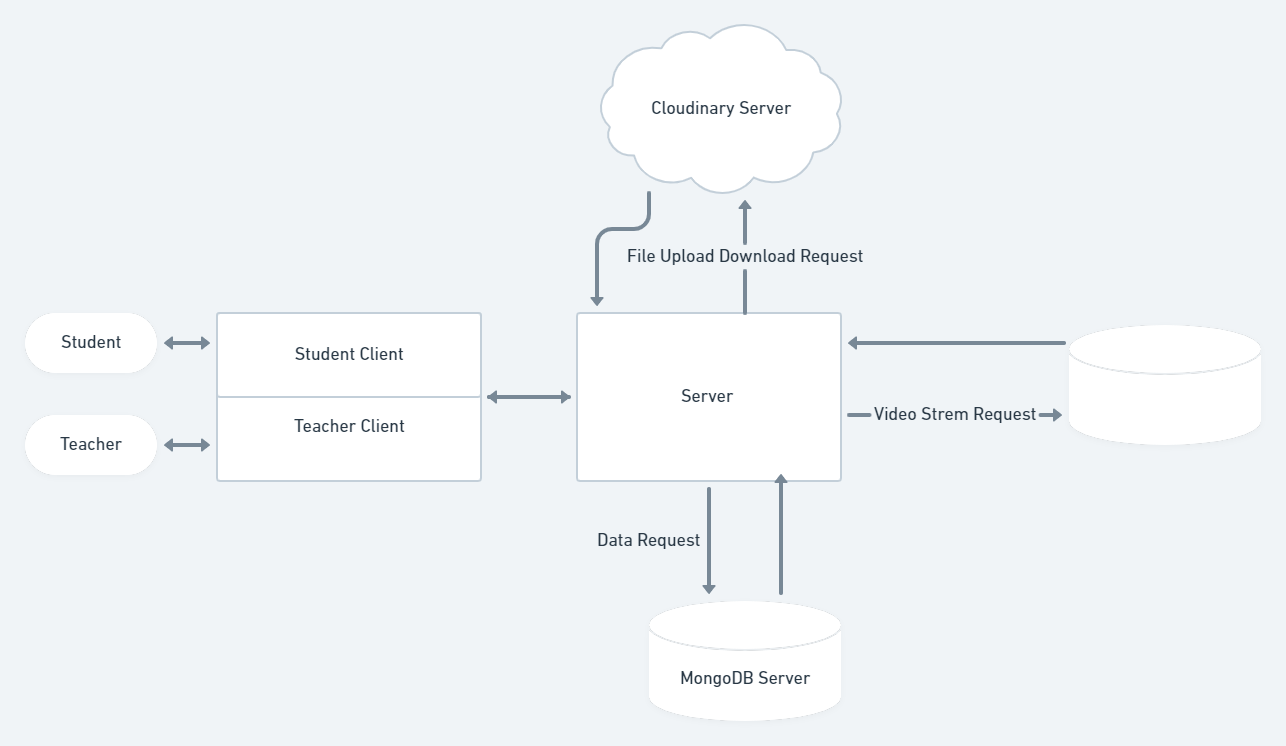 Cloudinary Server
File Upload Download Request
Student
Student Client
Server
Teacher Client
Video Strem Request
Teacher
Data Request
MongoDB Server